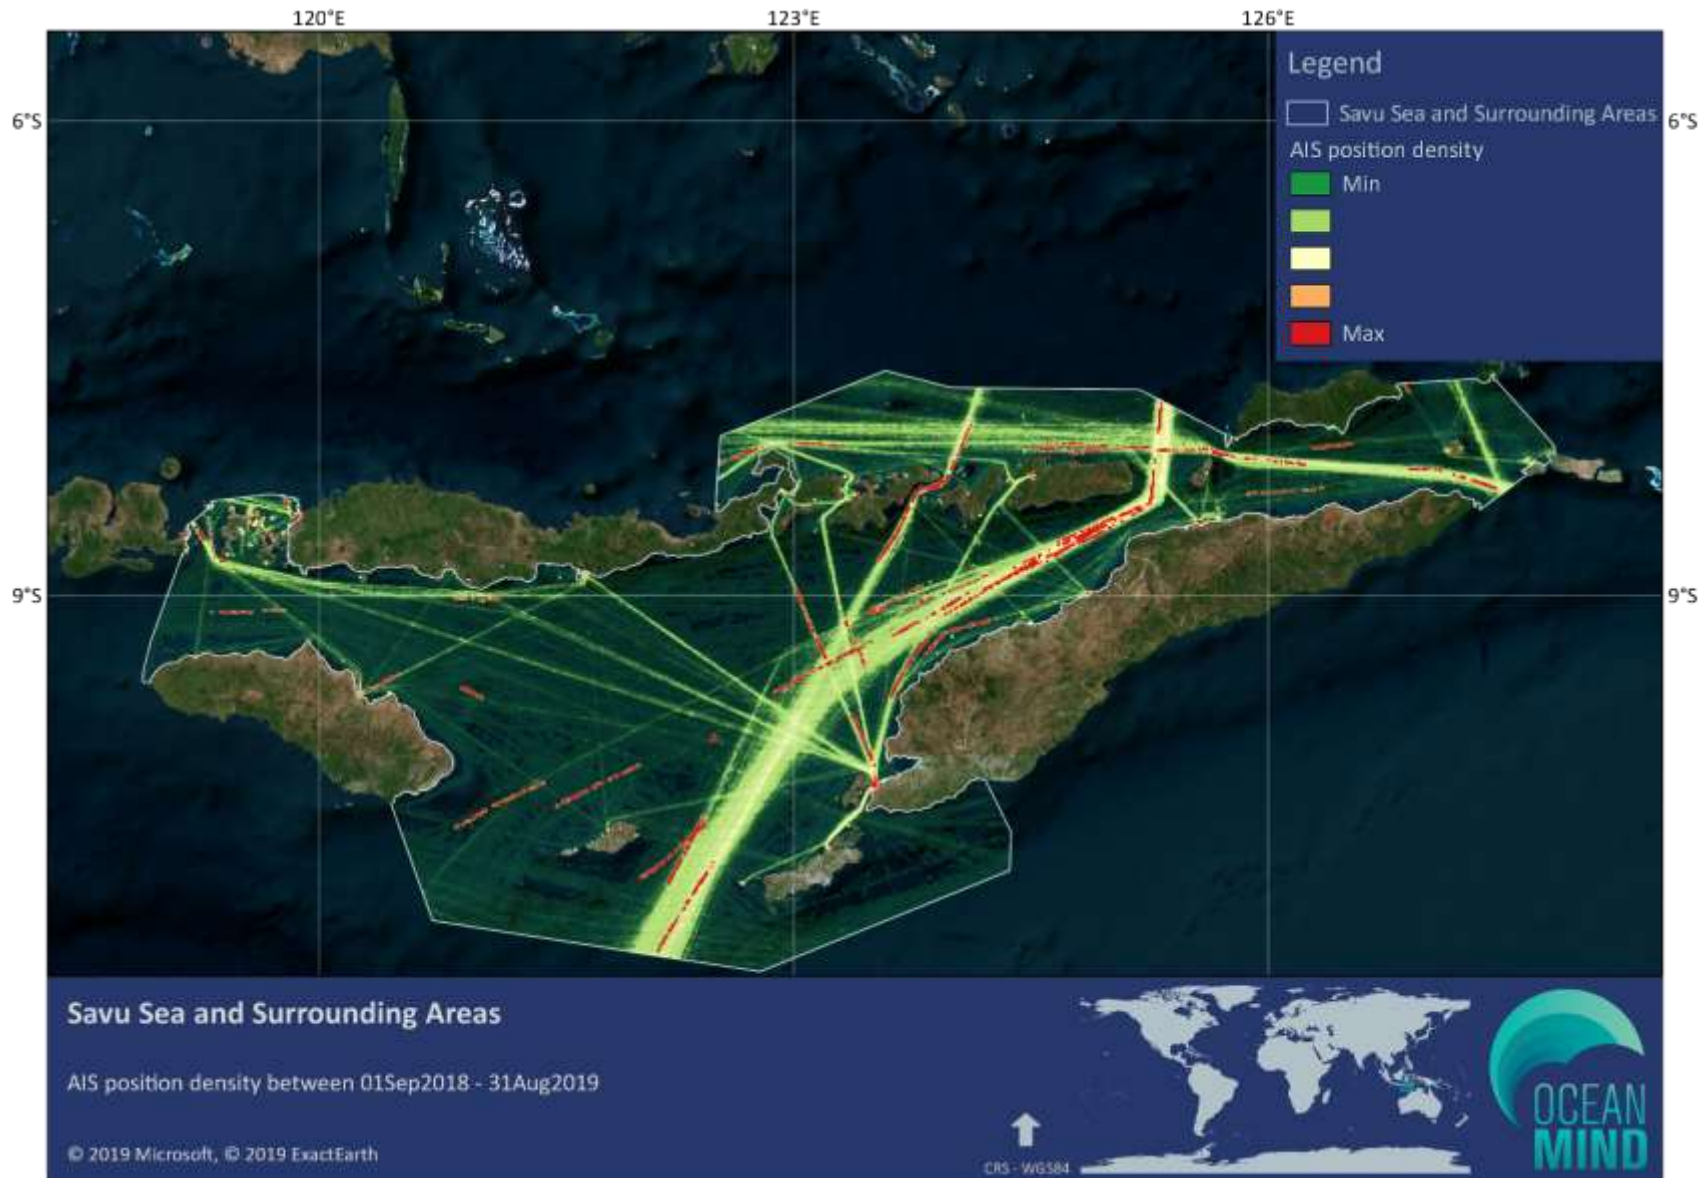 120°E 123°E 126°E
Legend
Savu Sea and Surrounding Areas
6°S 6°S
AIS position density
Min
Max
9°S 9°S
Savu Sea and Surrounding Areas
AIS position density between 01Sep2018 - 31Aug2019
© 2019 Microsoft, © 2019 ExactEarth
CRS - WGS84
OCEAN
MIND